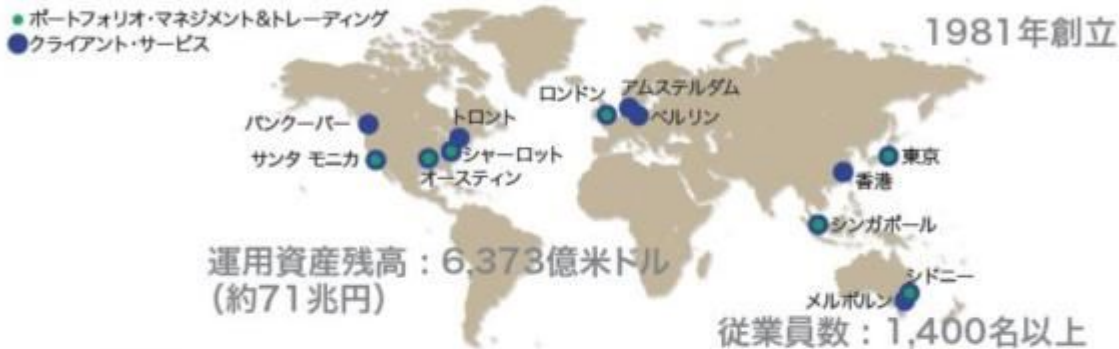 ポートフォリオ・マネジメント&トレーディング
クライアント・サービス
1981年創立
ロンドン
アムステルダム
ベルリン
バンクーバー
トロント
サンタ モニカ
シャーロット
オースティン
東京
香港
シンガポール
運用資産残高：6,373億米ドル
（約71兆円）
シドニー
メルボルン
従業員数：1,400名以上